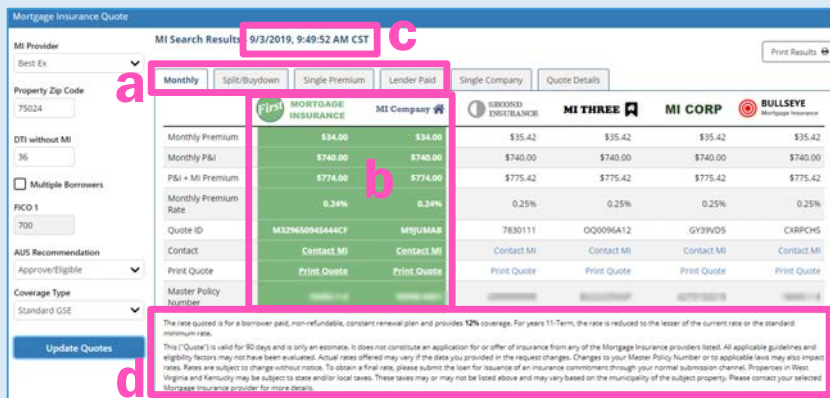 Mortgage Insurance Quote
MI Provider
Best Ex
Property Zip Code
75024
DTI without MI
36
Multiple Borrowers
FICO 1
700
AUS Recommendation
Approve/Eligible
Coverage Type
Standard GSE
Update Quotes
MI Search Results 9/3/2019, 9:49:52 AM CST
c
Print Results
a
Monthly Split/Buydown Single Premium Lender Paid Single Company Quote Details
First MORTGAGE INSURANCE MI Company SECOND INSURANCE MI THREE MI CORP BULLSEYE Mortgage Insurance
Monthly Premium $34.00 $34.00 $35.42 $35.42 $35.42 $35.42
Monthly P&I $740.00 $740.00 $740.00 $740.00 $740.00 $740.00
P&I + MI Premium $774.00 $774.00 $775.42 $775.42 $775.42 $775.42
b
Monthly Premium Rate 0.24% 0.24% 0.25% 0.25% 0.25% 0.25%
Quote ID M32965094S444CF M9JUMAB 7830111 OQ0096A12 GY39VD5 CXRPCHS
Contact Contact MI Contact MI Contact MI Contact MI Contact MI Contact MI
Print Quote Print Quote Print Quote Print Quote Print Quote Print Quote Print Quote
Master Policy Number
d
The rate quoted is for a borrower paid, non-refundable, constant renewal plan and provides 12% coverage. For years 11-Term, the rate is reduced to the lesser of the current rate or the standard
minimum rate.
This ("Quote") is valid for 90 days and is only an estimate. It does not constitute an application for or offer of insurance from any of the Mortgage Insurance providers listed. All applicable guidelines and
eligibility factors may not have been evaluated. Actual rates offered may vary if the data you provided in the request changes. Changes to your Master Policy Number or to applicable laws may also impact
rates. Rates are subject to change without notice. To obtain a final rate, please submit the loan for issuance of an insurance commitment through your normal submission channel. Properties in West
Virginia and Kentucky may be subject to state and/or local taxes. These taxes may or may not be listed above and may vary based on the municipality of the subject property. Please contact your selected
Mortgage Insurance provider for more details.